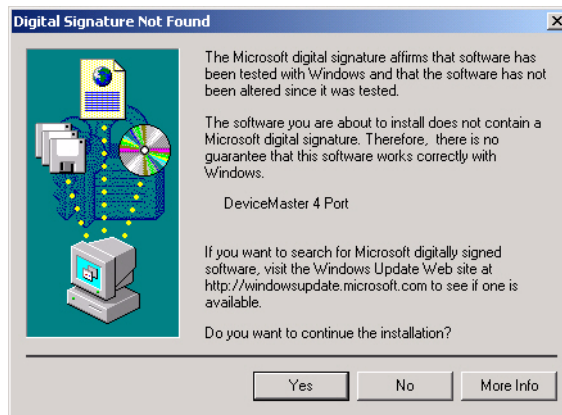 Digital Signature Not Found
The Microsoft digital signature affirms that software has
been tested with Windows and that the software has not
been altered since it was tested.
The software you are about to install does not contain a
Microsoft digital signature. Therefore, there is no
guarantee that this software works correctly with
Windows.
DeviceMaster 4 Port
If you want to search for Microsoft digitally signed
software, visit the Windows Update Web site at
http://windowsupdate.microsoft.com to see if one is
available.
Do you want to continue the installation?
Yes
No
More Info